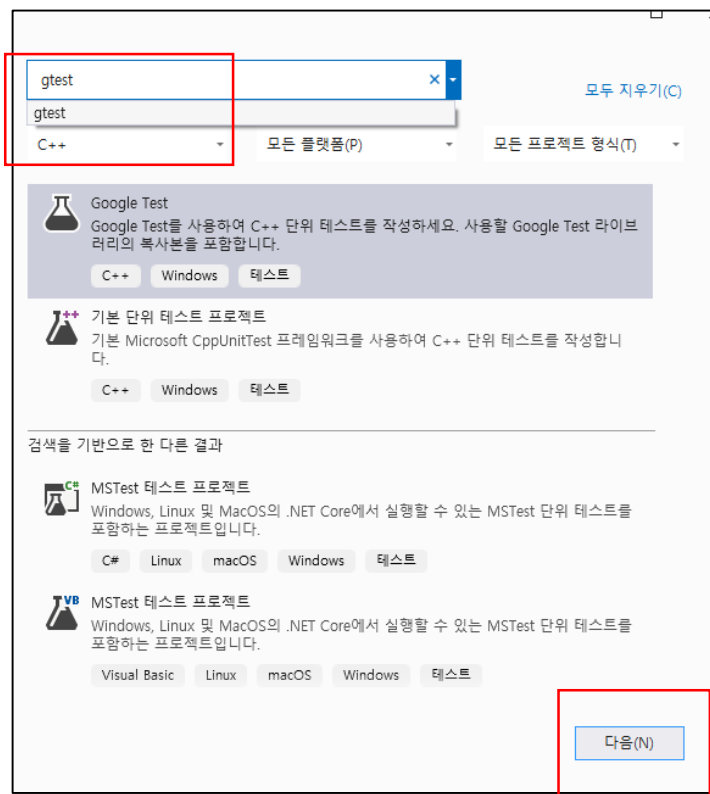 gtest
모두 지우기(C)
gtest
C++ 모든 플랫폼(P) 모든 프로젝트 형식(T)
Google Test
Google Test를 사용하여 C++ 단위 테스트를 작성하세요. 사용할 Google Test 라이브
러리의 복사본을 포함합니다.
C++ Windows 테스트
++
기본 단위 테스트 프로젝트
기본 Microsoft CppUnitTest 프레임워크를 사용하여 C++ 단위 테스트를 작성합니
다.
C++ Windows 테스트
검색을 기반으로 한 다른 결과
C#
MSTest 테스트 프로젝트
Windows, Linux 및 MacOS의 .NET Core에서 실행할 수 있는 MSTest 단위 테스트를
포함하는 프로젝트입니다.
C# Linux macOS Windows 테스트
VB
MSTest 테스트 프로젝트
Windows, Linux 및 MacOS의 .NET Core에서 실행할 수 있는 MSTest 단위 테스트를
포함하는 프로젝트입니다.
Visual Basic Linux macOS Windows 테스트
다음(N)